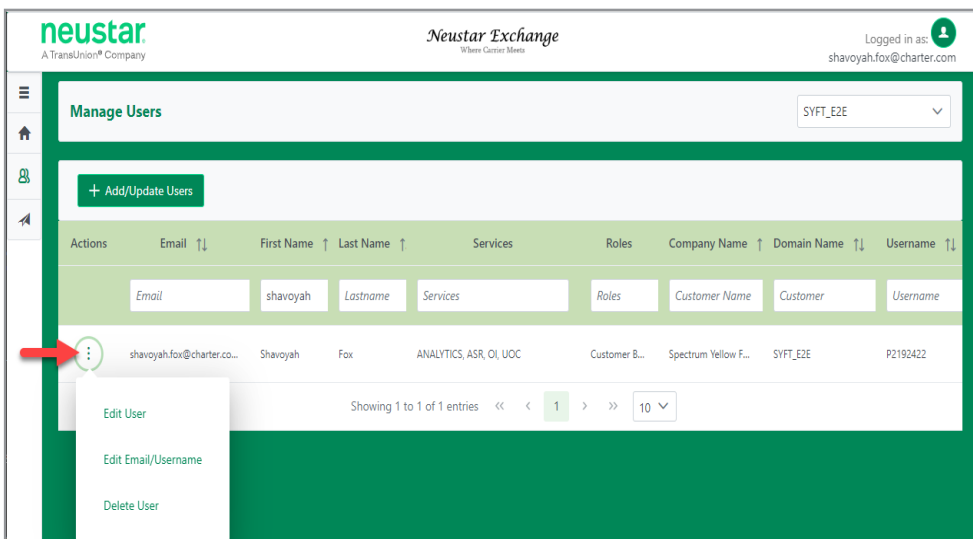 neustar
A TransUnion® Company
Neustar Exchange
Where Carrier Meets
Logged in as:
shavoyah.fox@charter.com
Manage Users
SYFT_E2E
+ Add/Update Users
Actions Email First Name Last Name Services Roles Company Name Domain Name Username
Email shavoyah Lastname Services Roles Customer Name Customer Username
shavoyah.fox@charter.co... Shavoyah Fox ANALYTICS, ASR, OI, UOC Customer B... Spectrum Yellow F... SYFT_E2E P2192422
Showing 1 to 1 of 1 entries << < 1 > >> 10
Edit User
Edit Email/Username
Delete User